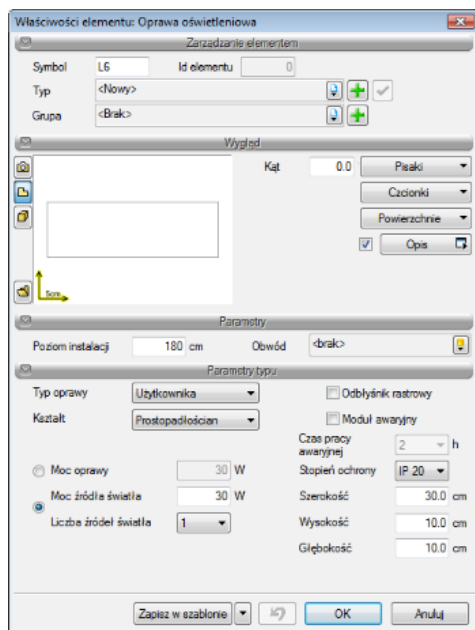 Właściwości elementu: Oprawa oświetleniowa
Zarządzanie elementem
Symbol L6 Id elementu 0
Typ <Nowy>
Grupa <Brak>
Wygląd
Kąt 0.0 Pisaki
Czcionki
Powierzchnie
Opis
5cm
Parametry
Poziom instalacji 180 cm Obwód <brak>
Parametry typu
Typ oprawy Użytkownika Odbłyśnik rastrowy
Kształt Prostopadłościan Moduł awaryjny
Czas pracy awaryjnej 2 h
Moc oprawy 30 W Stopień ochrony IP 20
Moc źródła światła 30 W Szerokość 30.0 cm
Liczba źródeł światła 1 Wysokość 10.0 cm
Głębokość 10.0 cm
Zapisz w szablonie OK Anuluj